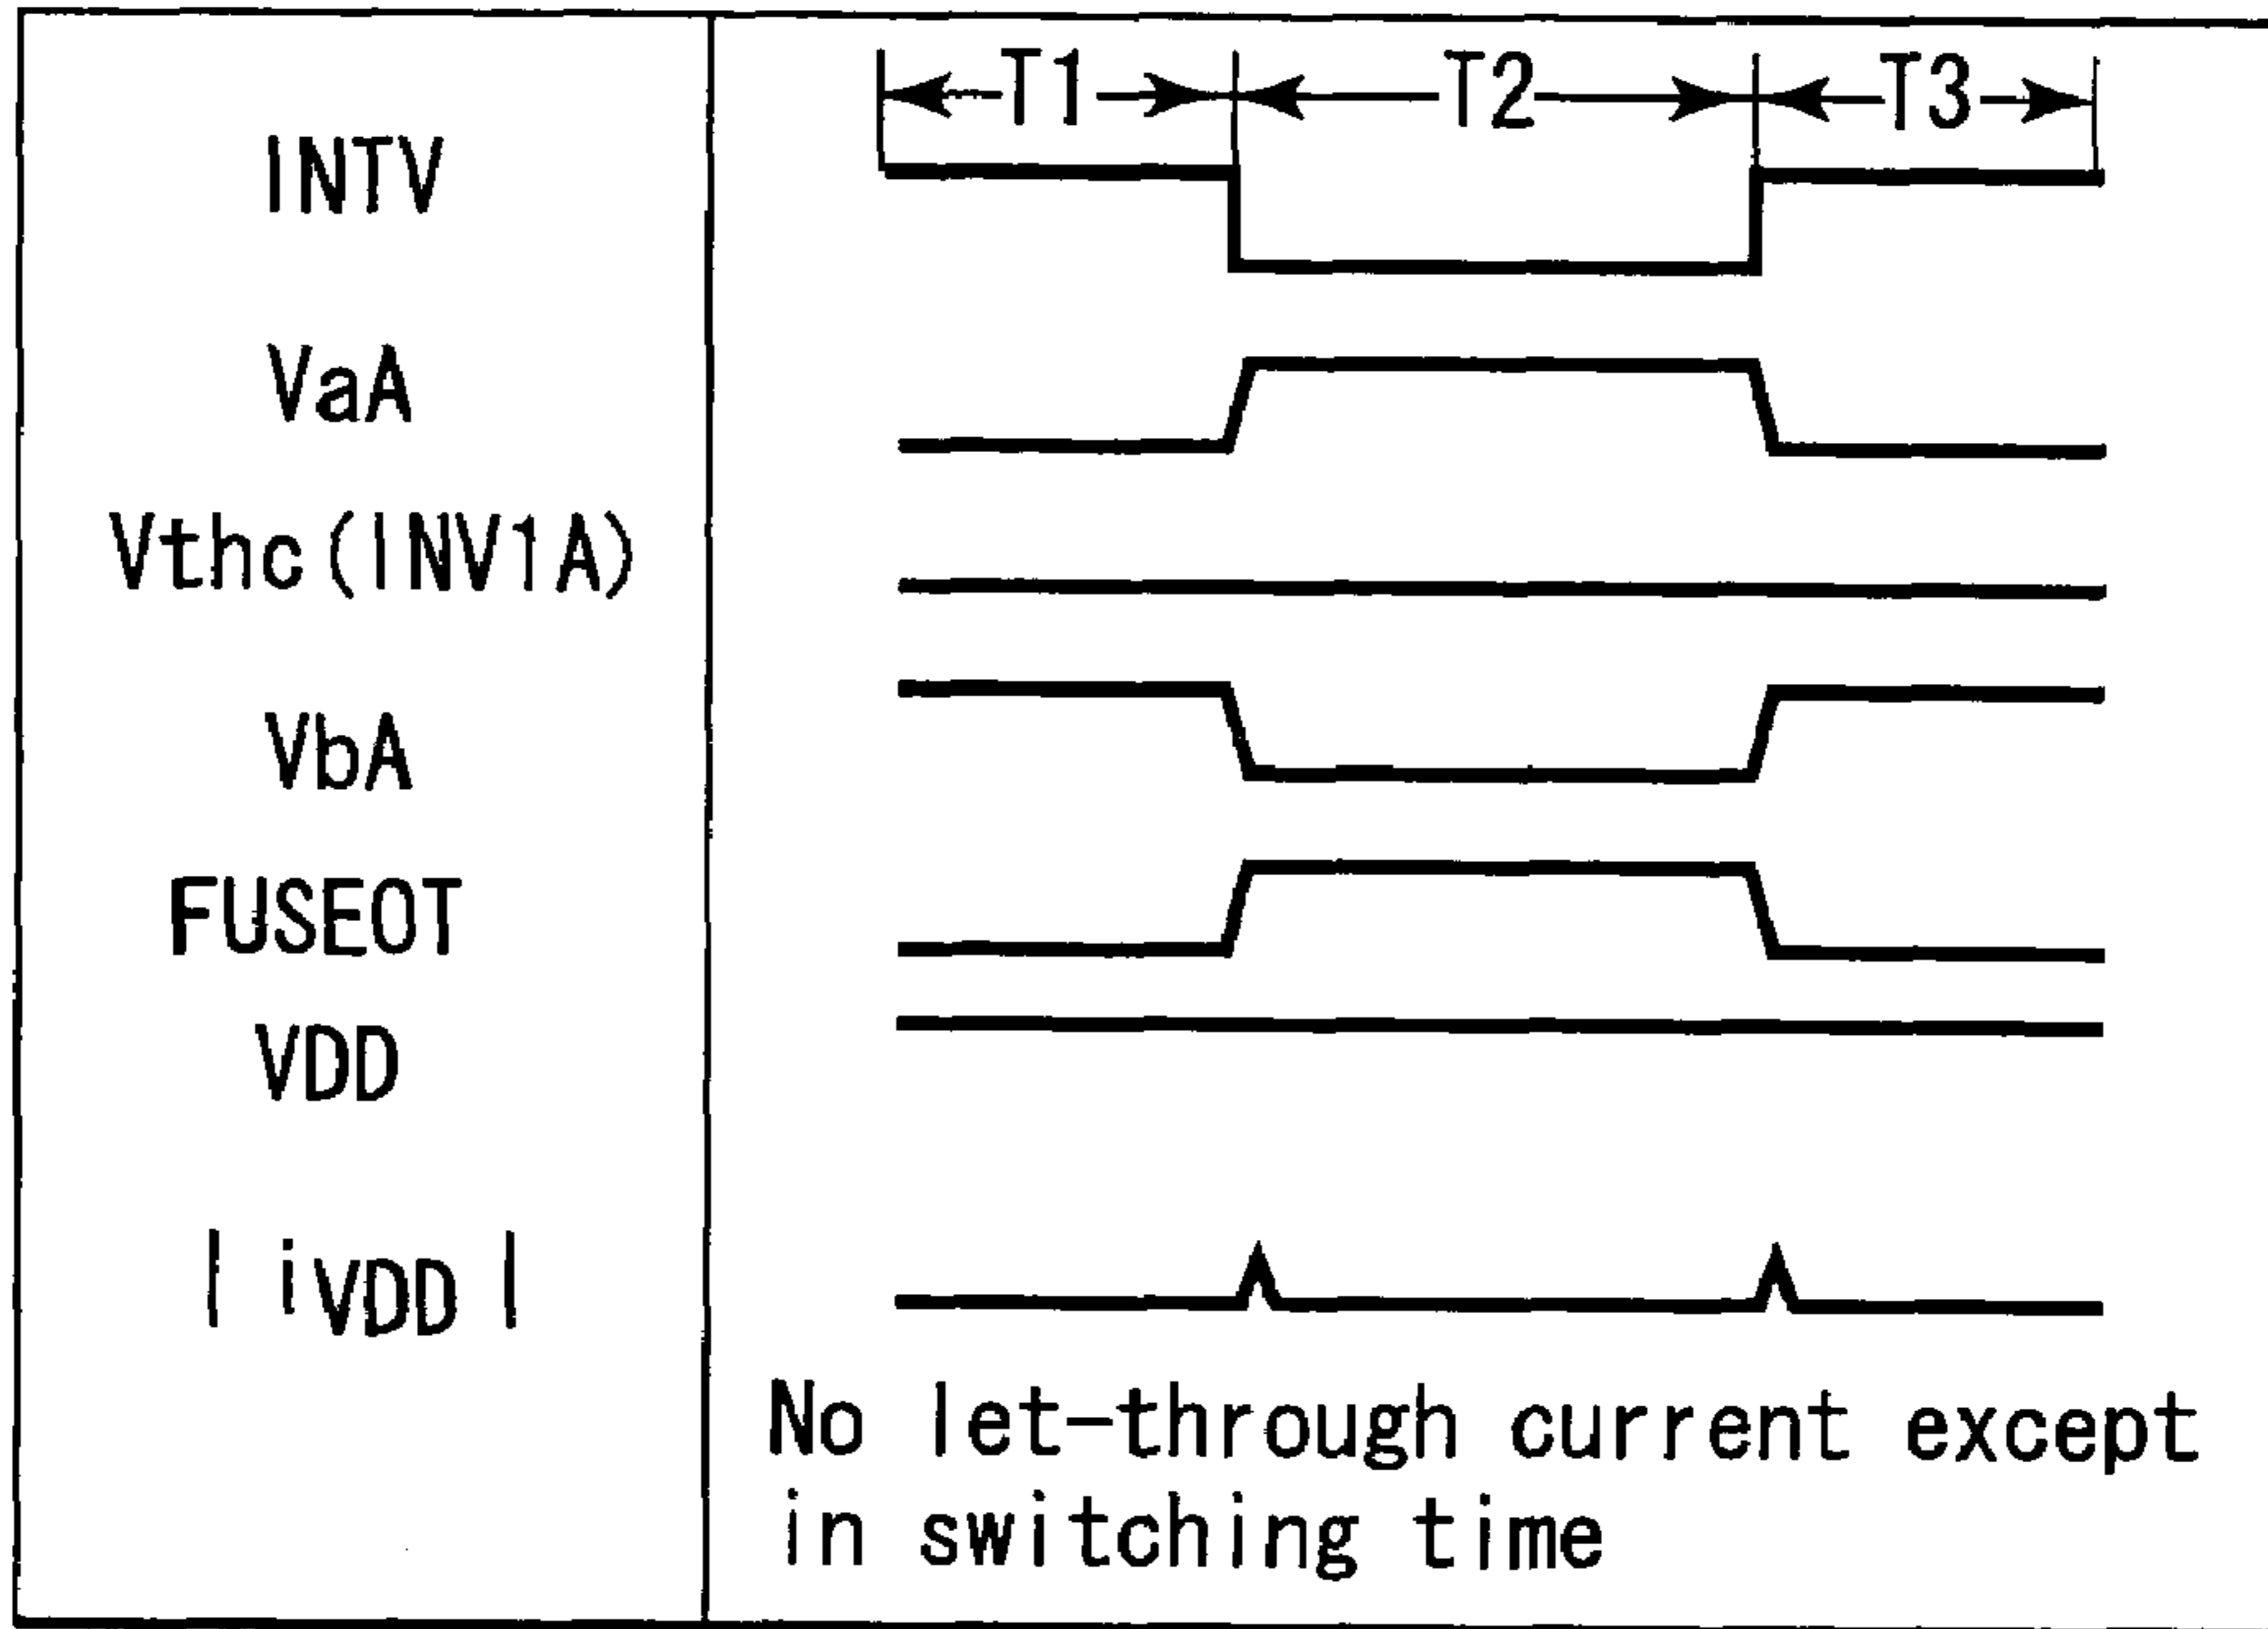 T1 T2 T3
INTV
VaA
Vthc(INV1A)
VbA
FUSEOT
VDD
| iVDD |
No let-through current except
in switching time